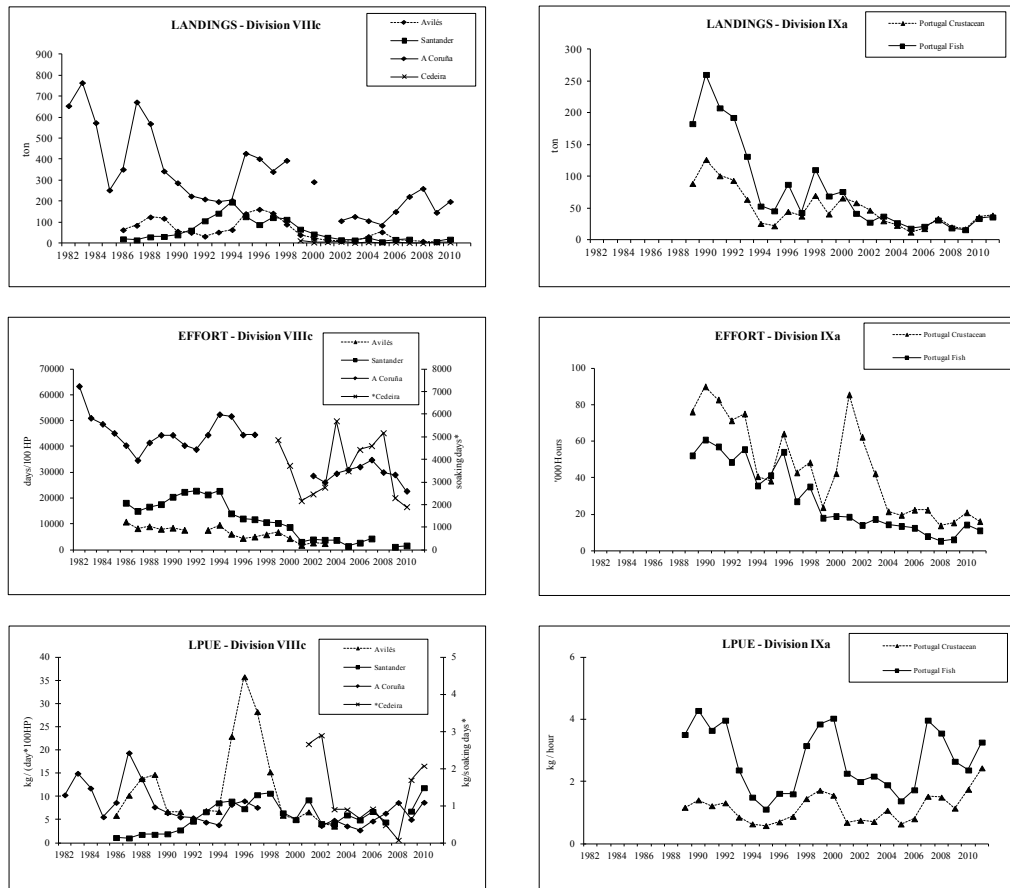 LANDINGS - Division VIIIc
Avilés
Santander
A Coruña
Cedeira
ton
900
800
700
600
500
400
300
200
100
0
1982 1984 1986 1988 1990 1992 1994 1996 1998 2000 2002 2004 2006 2008 2010
LANDINGS - Division IXa
Portugal Crustacean
Portugal Fish
ton
300
250
200
150
100
50
0
1982 1984 1986 1988 1990 1992 1994 1996 1998 2000 2002 2004 2006 2008 2010
EFFORT - Division VIIIc
Avilés
Santander
A Coruña
*Cedeira
days/100 HP
70000
60000
50000
40000
30000
20000
10000
0
8000
7000
6000
5000
4000
3000
2000
1000
0
soaking days*
1982 1984 1986 1988 1990 1992 1994 1996 1998 2000 2002 2004 2006 2008 2010
EFFORT - Division IXa
Portugal Crustacean
Portugal Fish
'000 Hours
100
80
60
40
20
0
1982 1984 1986 1988 1990 1992 1994 1996 1998 2000 2002 2004 2006 2008 2010
LPUE - Division VIIIc
Avilés
Santander
A Coruña
*Cedeira
kg/ (day*100HP)
40
35
30
25
20
15
10
5
0
5
4
3
2
1
0
kg/soaking days*
1982 1984 1986 1988 1990 1992 1994 1996 1998 2000 2002 2004 2006 2008 2010
LPUE - Division IXa
Portugal Crustacean
Portugal Fish
kg / hour
6
4
2
0
1982 1984 1986 1988 1990 1992 1994 1996 1998 2000 2002 2004 2006 2008 2010